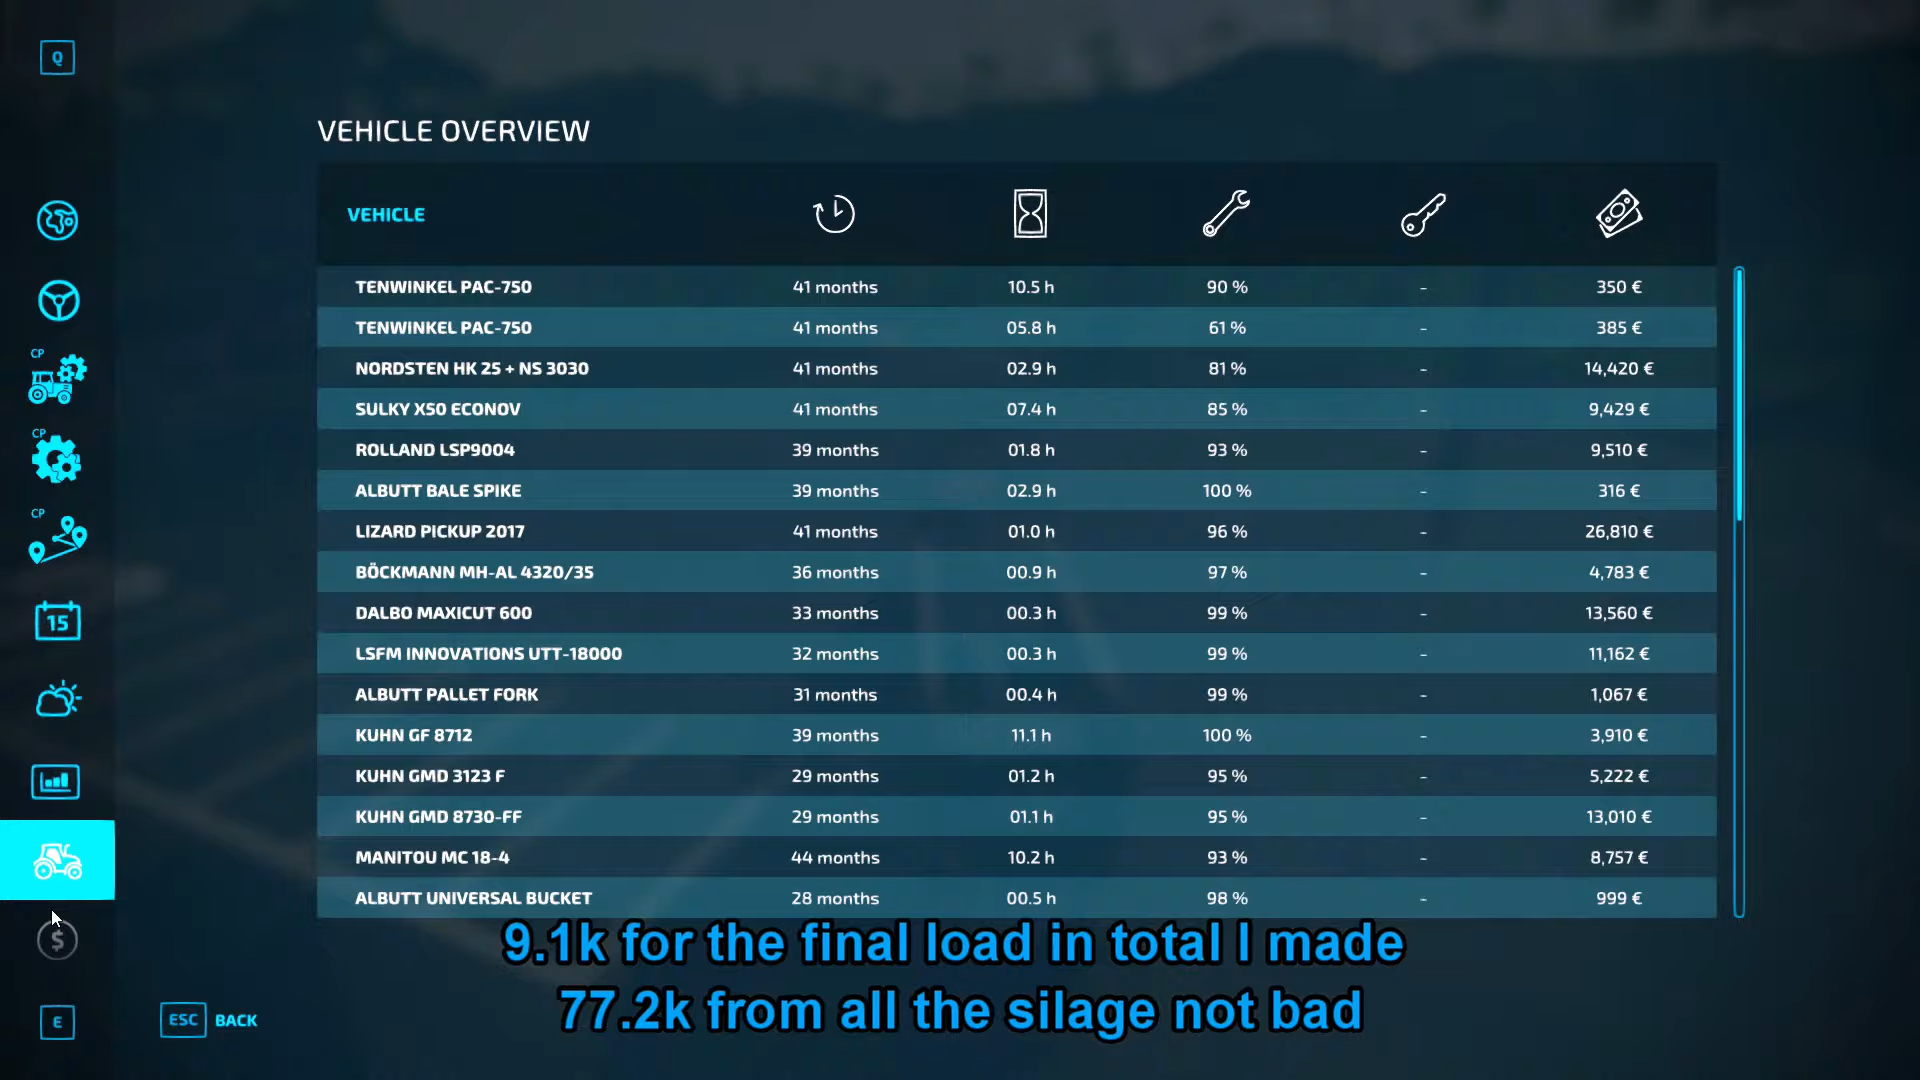 Q
VEHICLE OVERVIEW
VEHICLE
TENWINKEL PAC-750 41 months 10.5 h 90 % - 350 €
TENWINKEL PAC-750 41 months 05.8 h 61 % - 385 €
NORDSTEN HK 25 + NS 3030 41 months 02.9 h 81 % - 14,420 €
SULKY X50 ECONOV 41 months 07.4 h 85 % - 9,429 €
ROLLAND LSP9004 39 months 01.8 h 93 % - 9,510 €
ALBUTT BALE SPIKE 39 months 02.9 h 100 % - 316 €
LIZARD PICKUP 2017 41 months 01.0 h 96 % - 26,810 €
BÖCKMANN MH-AL 4320/35 36 months 00.9 h 97 % - 4,783 €
DALBO MAXICUT 600 33 months 00.3 h 99 % - 13,560 €
LSFM INNOVATIONS UTT-18000 32 months 00.3 h 99 % - 11,162 €
ALBUTT PALLET FORK 31 months 00.4 h 99 % - 1,067 €
KUHN GF 8712 39 months 11.1 h 100 % - 3,910 €
KUHN GMD 3123 F 29 months 01.2 h 95 % - 5,222 €
KUHN GMD 8730-FF 29 months 01.1 h 95 % - 13,010 €
MANITOU MC 18-4 44 months 10.2 h 93 % - 8,757 €
ALBUTT UNIVERSAL BUCKET 28 months 00.5 h 98 % - 999 €
CP
CP
CP
15
$
E
ESC BACK
9.1k for the final load in total I made
77.2k from all the silage not bad